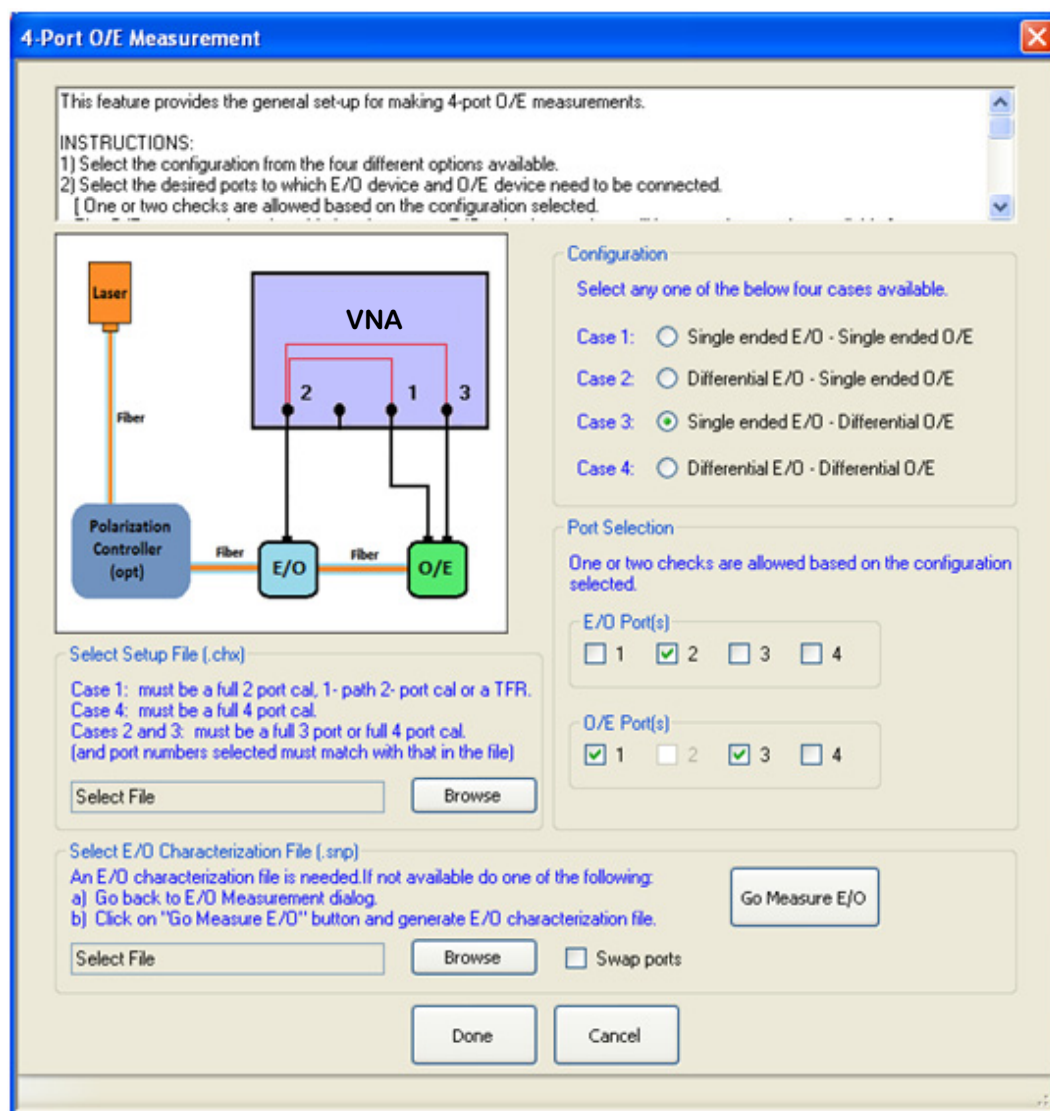 4-Port O/E Measurement
This feature provides the general set-up for making 4-port O/E measurements.
INSTRUCTIONS:
1) Select the configuration from the four different options available.
2) Select the desired ports to which E/O device and O/E device need to be connected.
[ One or two checks are allowed based on the configuration selected.
Laser
VNA
2
1
3
Fiber
Polarization
Controller
(opt)
Fiber
E/O
Fiber
O/E
Configuration
Select any one of the below four cases available.
Case 1: Single ended E/O - Single ended O/E
Case 2: Differential E/O - Single ended O/E
Case 3: Single ended E/O - Differential O/E
Case 4: Differential E/O - Differential O/E
Port Selection
One or two checks are allowed based on the configuration
selected.
E/O Port(s)
1 2 3 4
O/E Port(s)
1 2 3 4
Select Setup File (.chx)
Case 1: must be a full 2 port cal, 1- path 2- port cal or a TFR.
Case 4: must be a full 4 port cal.
Cases 2 and 3: must be a full 3 port or full 4 port cal.
(and port numbers selected must match with that in the file)
Select File
Browse
Select E/O Characterization File (.snp)
An E/O characterization file is needed.If not available do one of the following:
a) Go back to E/O Measurement dialog.
b) Click on "Go Measure E/O" button and generate E/O characterization file.
Go Measure E/O
Select File
Browse
Swap ports
Done
Cancel